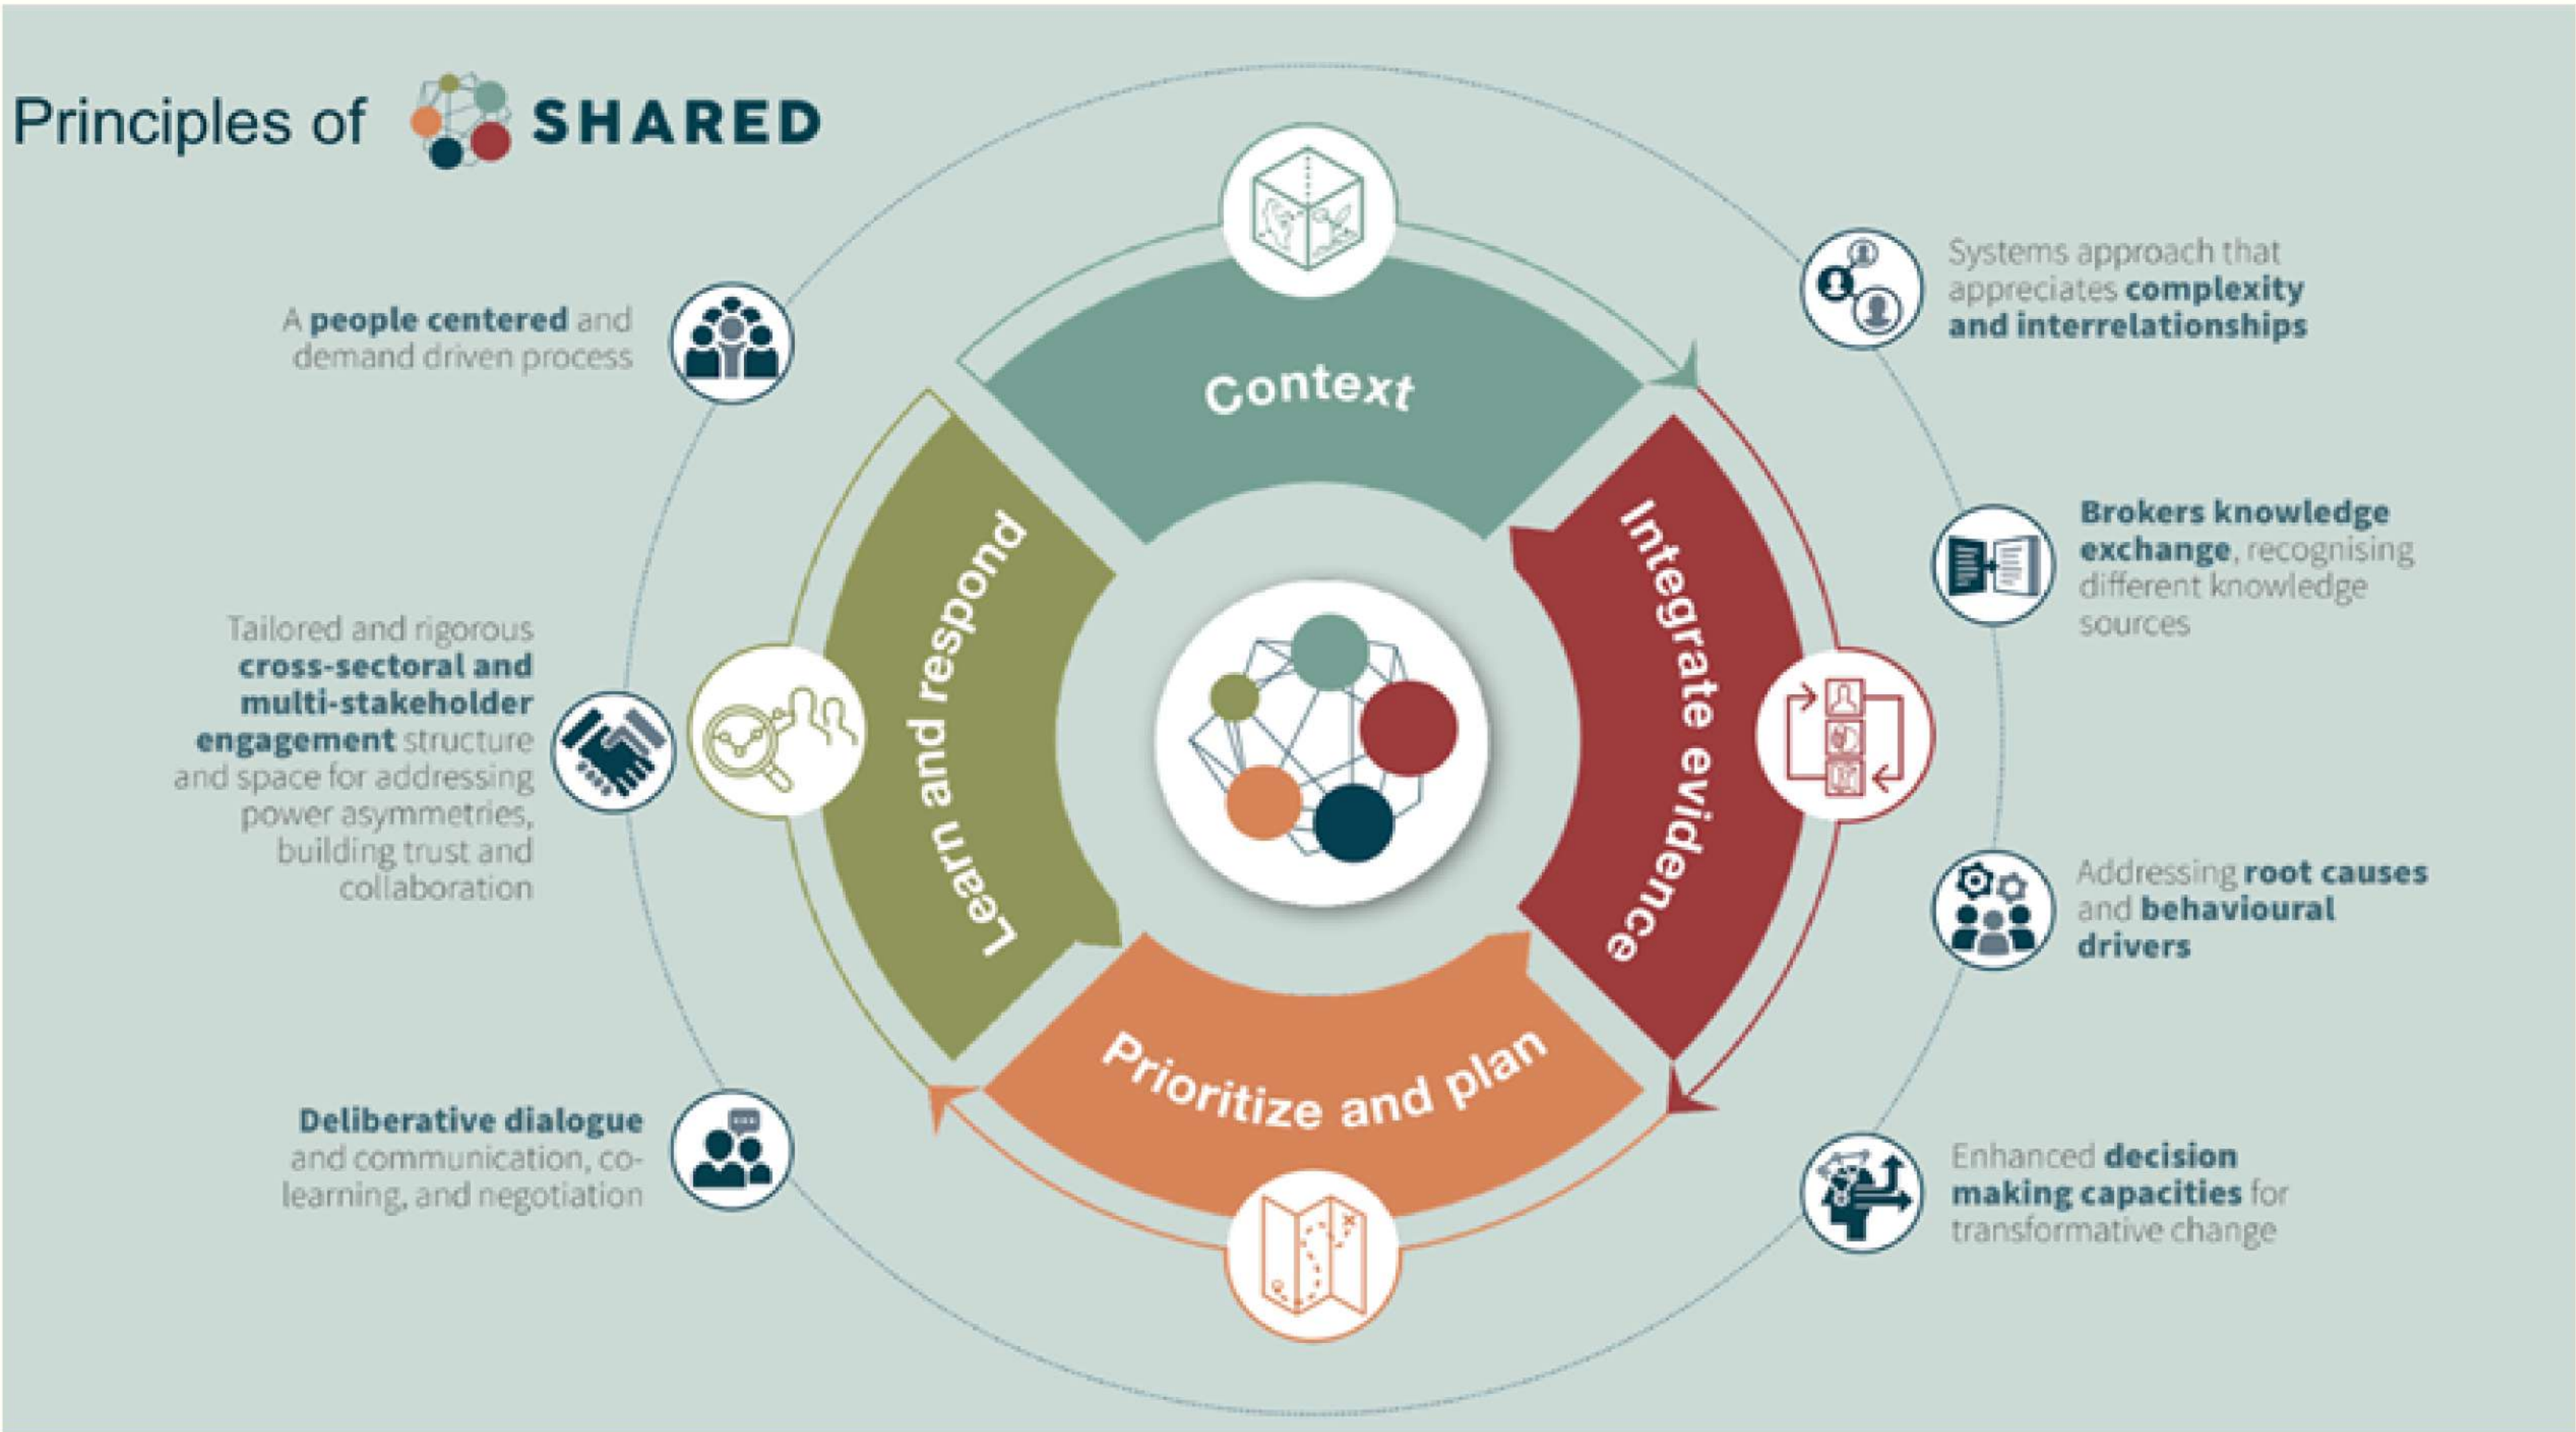 Principles of SHARED
A people centered and
demand driven process
Tailored and rigorous
cross-sectoral and
multi-stakeholder
engagement structure
and space for addressing
power asymmetries,
building trust and
collaboration
Deliberative dialogue
and communication, co-
learning, and negotiation
Context
Integrate evidence
Prioritize and plan
Learn and respond
Systems approach that
appreciates complexity
and interrelationships
Brokers knowledge
exchange, recognising
different knowledge
sources
Addressing root causes
and behavioural
drivers
Enhanced decision
making capacities for
transformative change